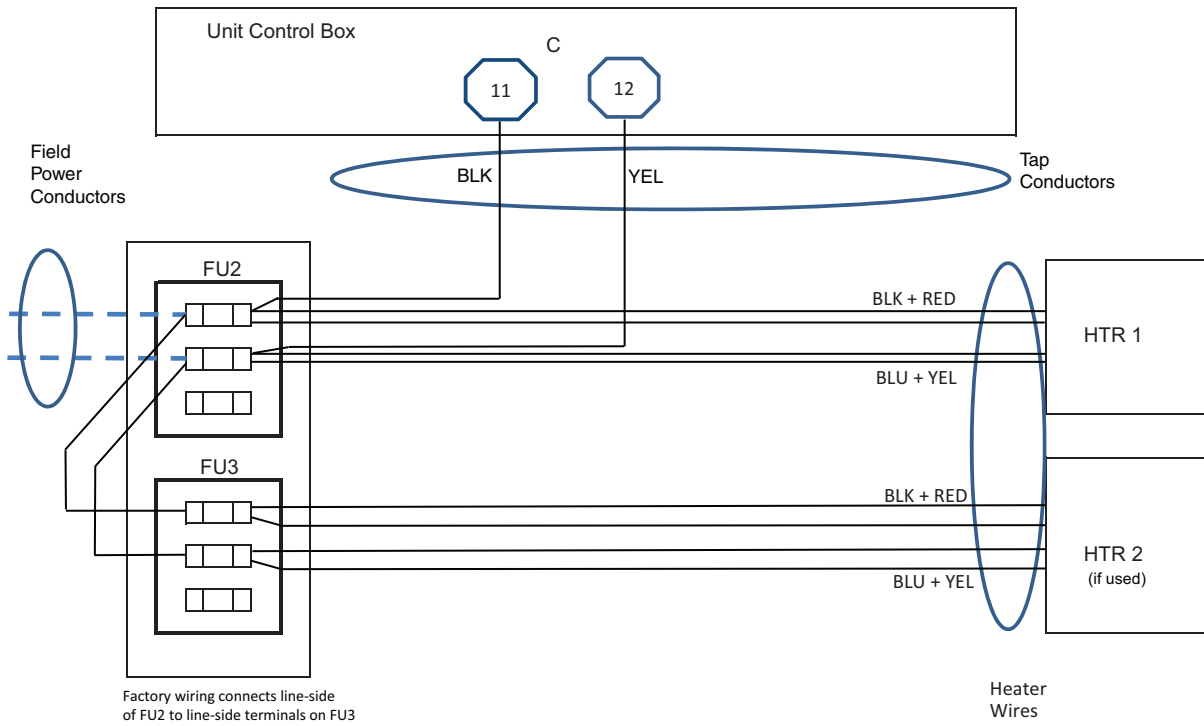 Unit Control Box
C
11
12
Field
Power
Conductors
BLK
YEL
Tap
Conductors
FU2
BLK + RED
HTR 1
BLU + YEL
FU3
BLK + RED
HTR 2
(if used)
BLU + YEL
Factory wiring connects line-side
of FU2 to line-side terminals on FU3
Heater
Wires